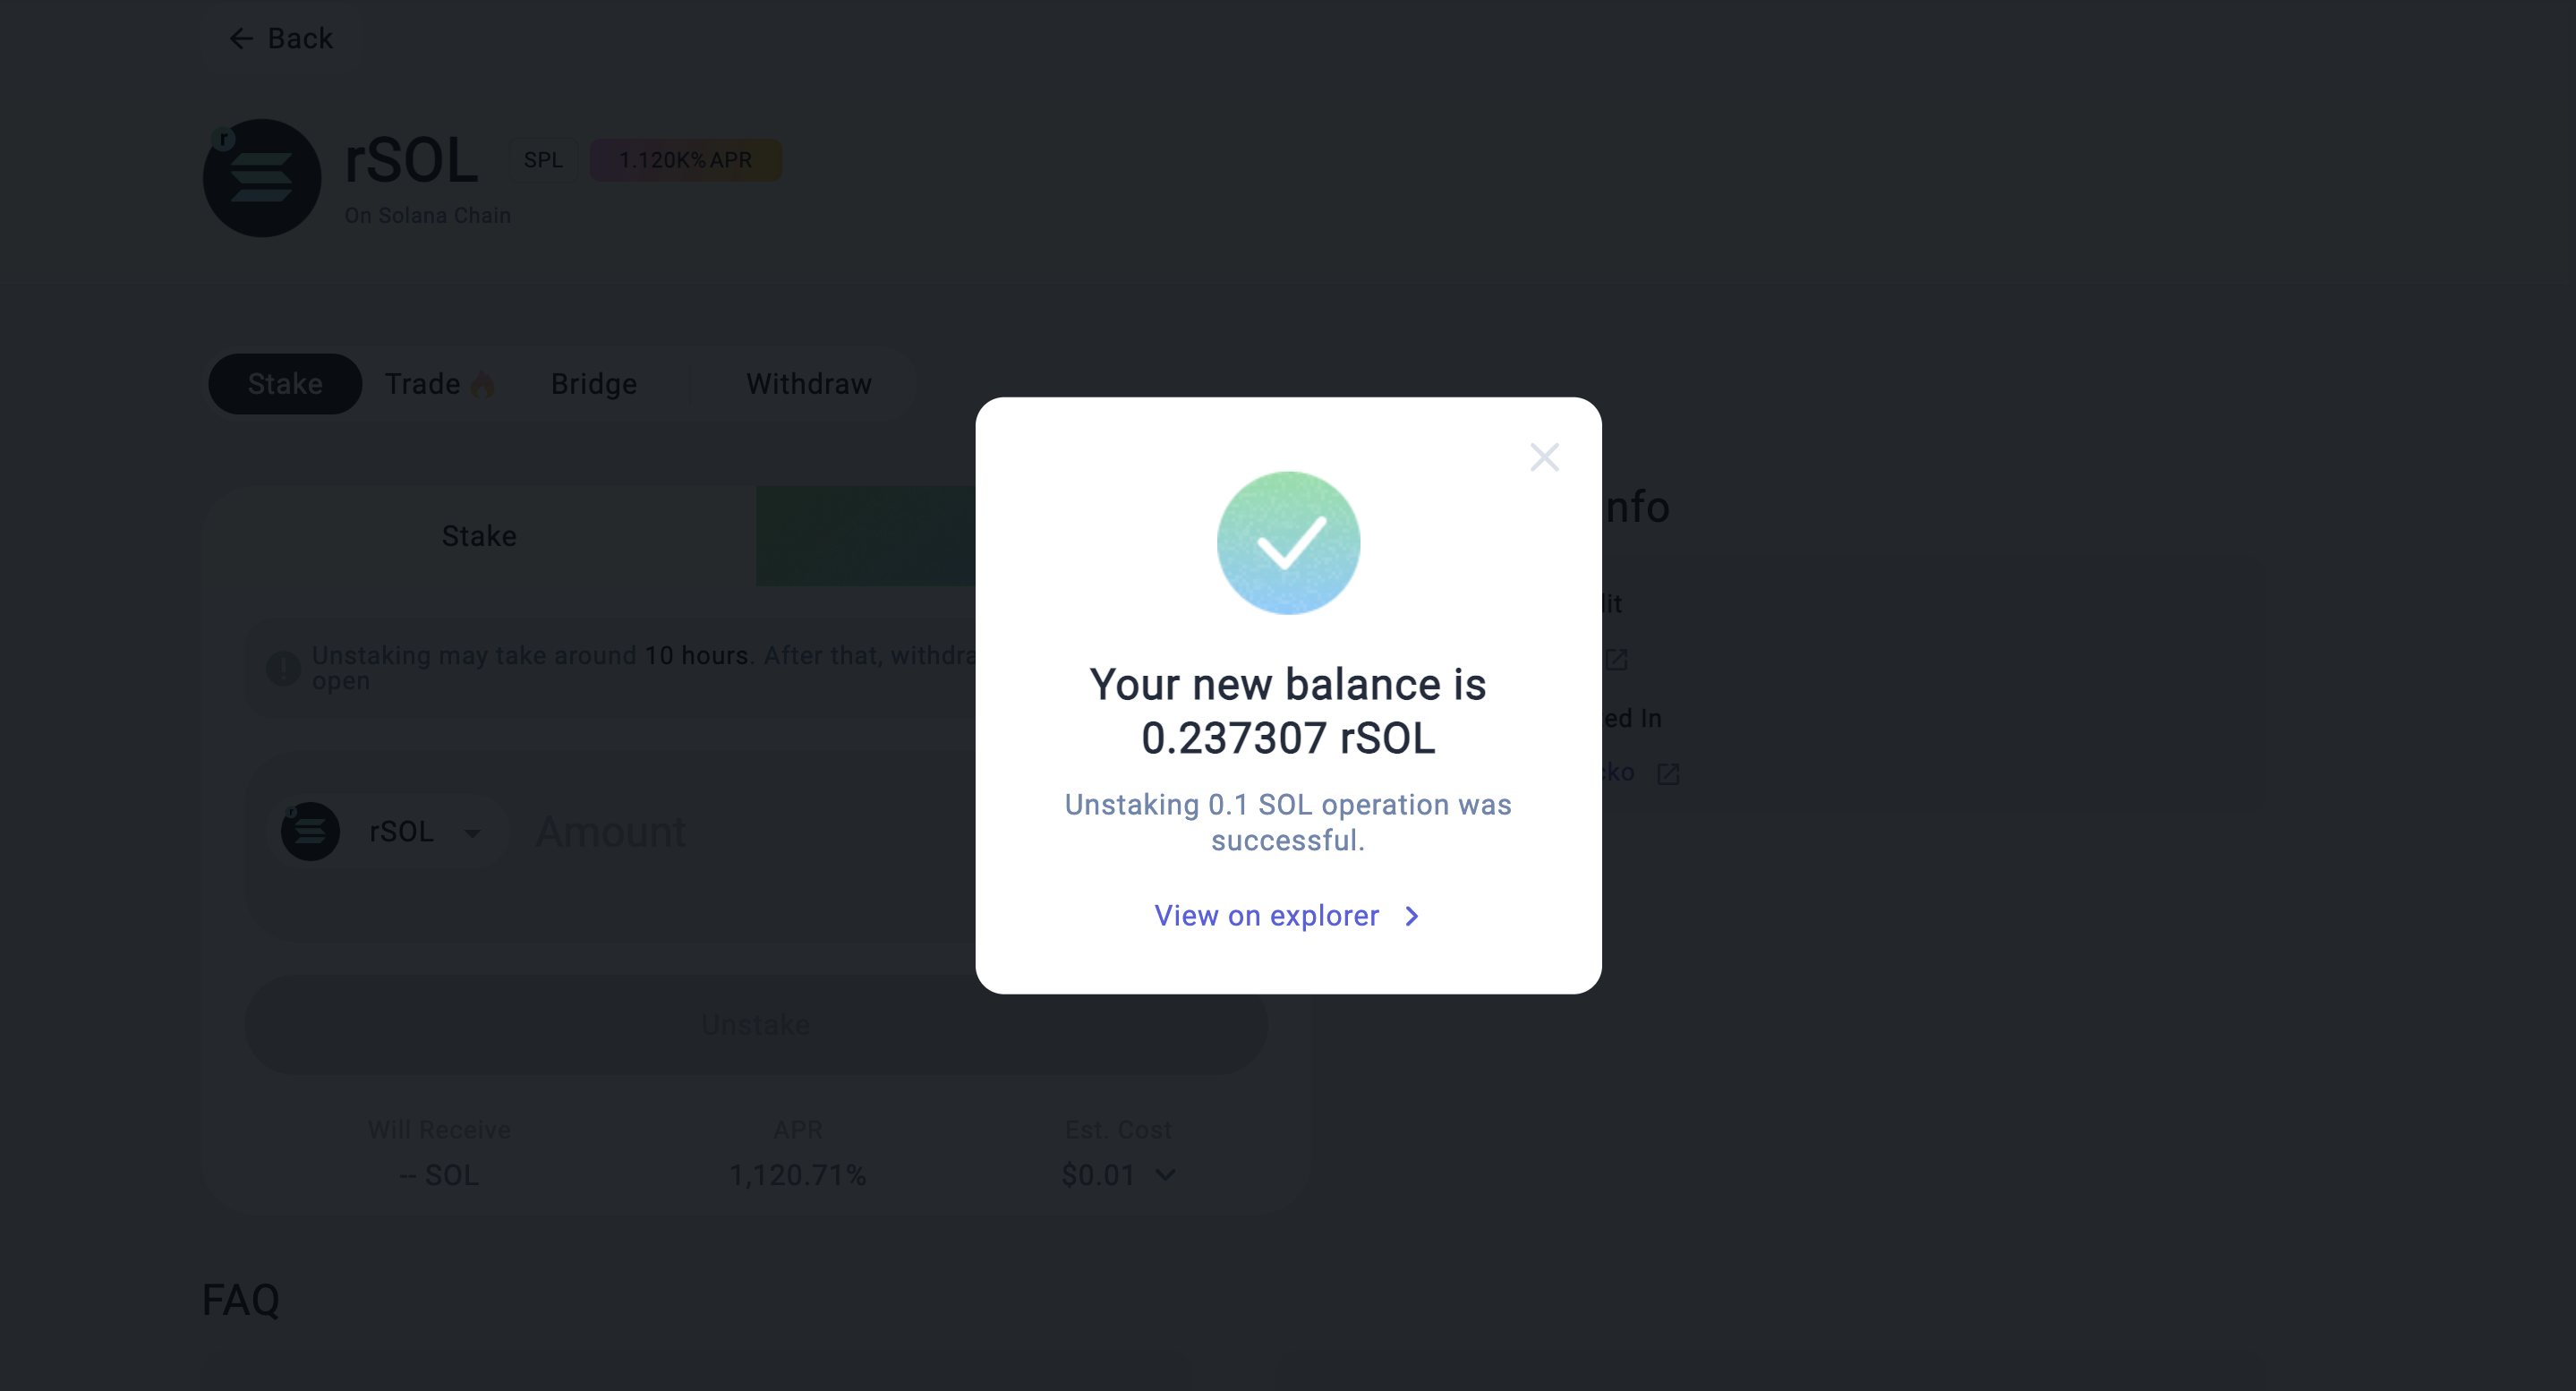 Back
r
rSOL SPL 1.120K% APR
On Solana Chain
Stake Trade Bridge Withdraw
Stake
Unstaking may take around 10 hours. After that, withdra
open
rSOL Amount
Unstake
Will Receive APR Est. Cost
-- SOL 1,120.71% $0.01
FAQ
Your new balance is
0.237307 rSOL
Unstaking 0.1 SOL operation was
successful.
View on explorer
nfo
dit
ed In
cko